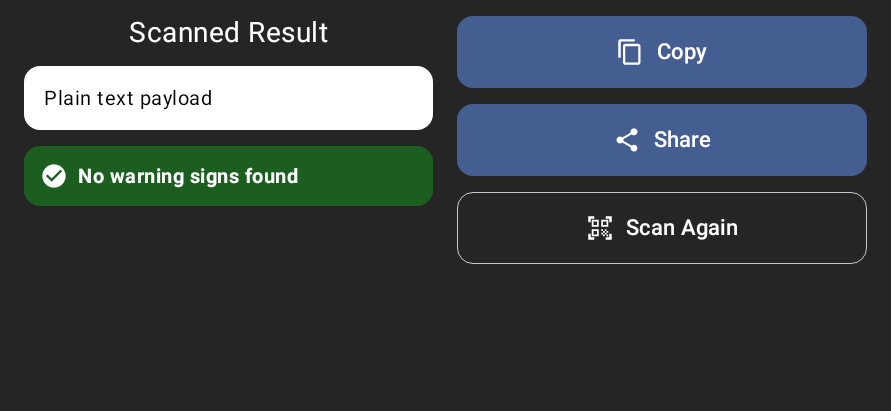 Scanned Result
Plain text payload
No warning signs found
Copy
Share
Scan Again